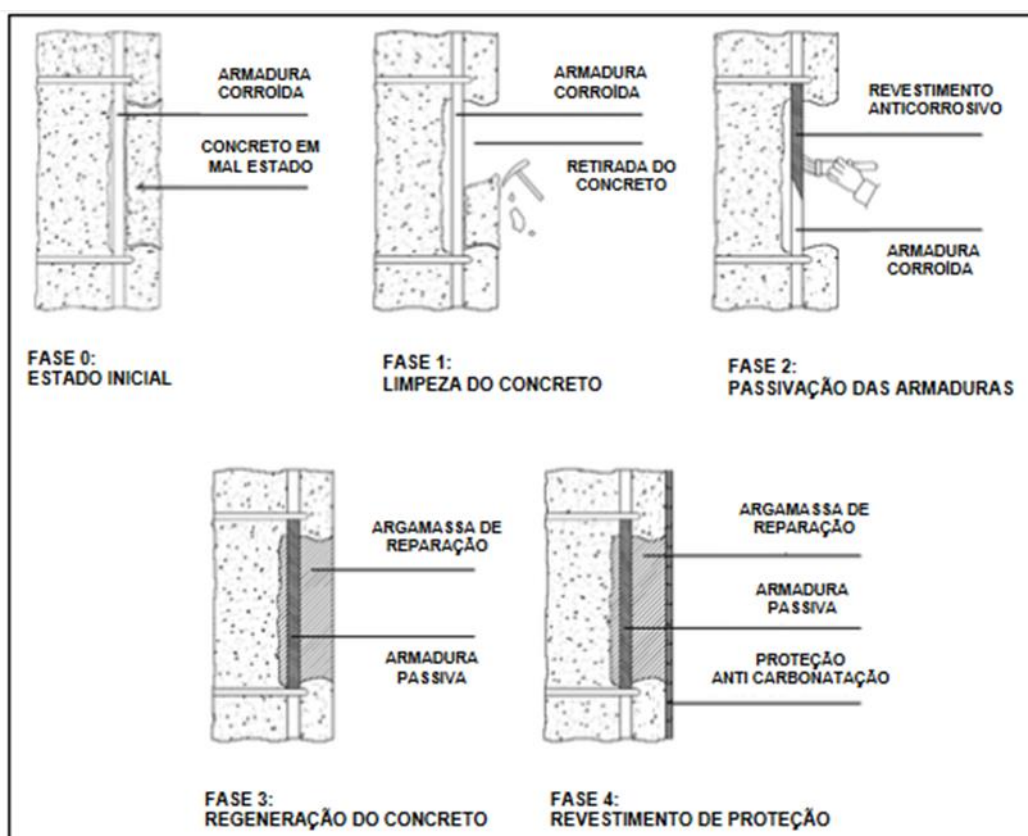 ARMADURA
CORROÍDA
CONCRETO EM
MAL ESTADO
FASE 0:
ESTADO INICIAL
ARMADURA
CORROÍDA
RETIRADA DO
CONCRETO
FASE 1:
LIMPEZA DO CONCRETO
REVESTIMENTO
ANTICORROSIVO
ARMADURA
CORROÍDA
FASE 2:
PASSIVAÇÃO DAS ARMADURAS
ARGAMASSA DE
REPARAÇÃO
ARMADURA
PASSIVA
FASE 3:
REGENERAÇÃO DO CONCRETO
ARGAMASSA DE
REPARAÇÃO
ARMADURA
PASSIVA
PROTEÇÃO
ANTI CARBONATAÇÃO
FASE 4:
REVESTIMENTO DE PROTEÇÃO